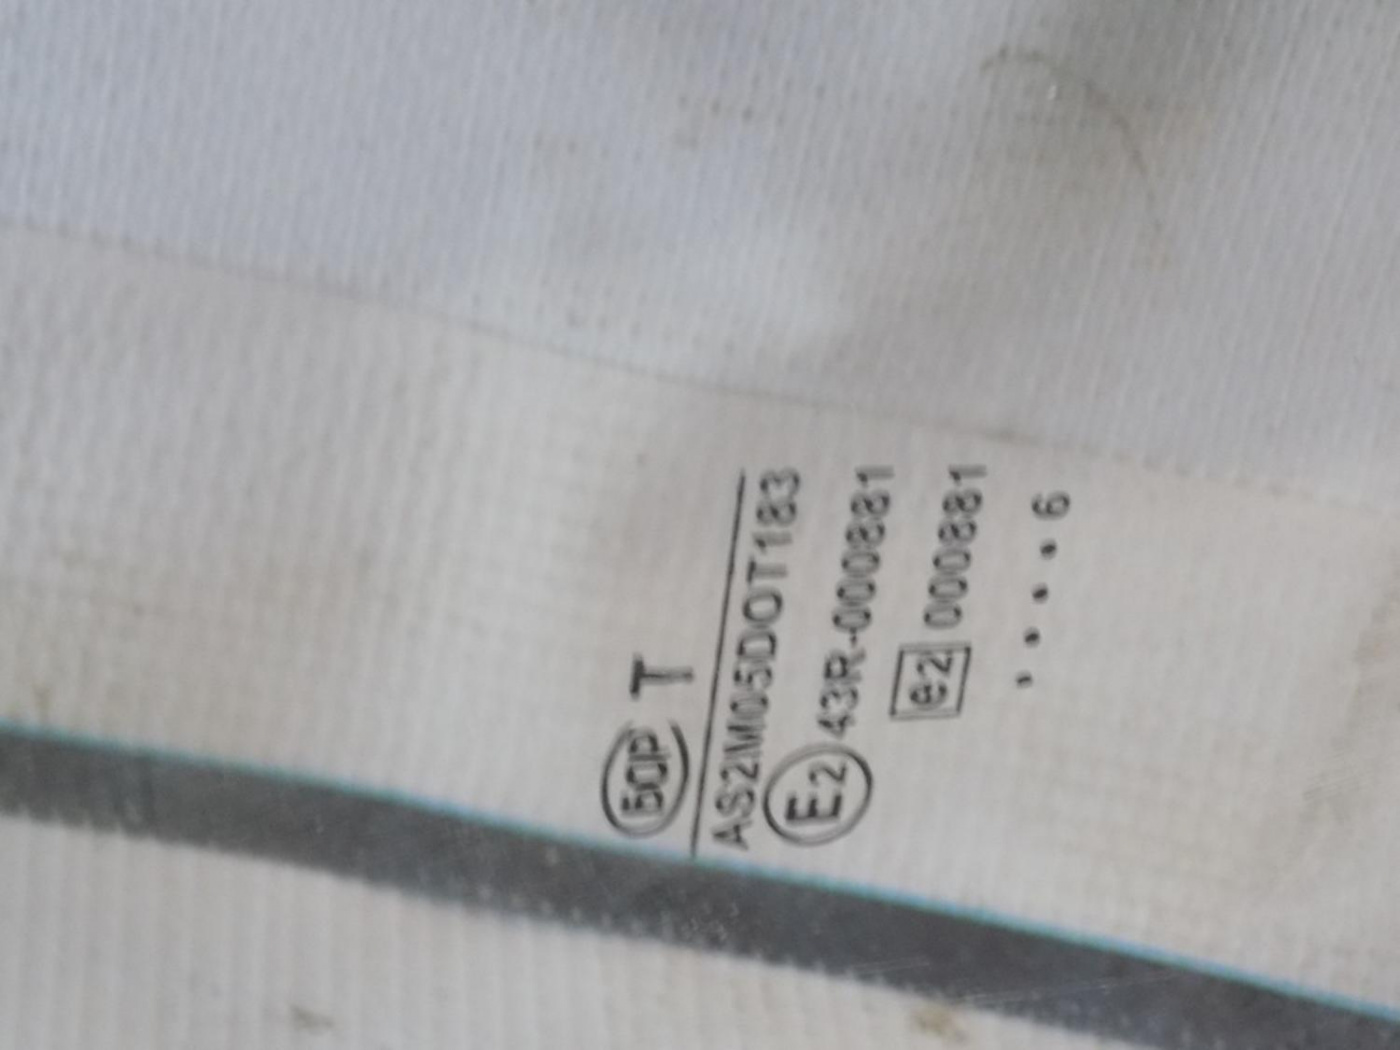 БОР T
AS2M05DOT183
E2 43R-000881
e2 000881
. . . . 6